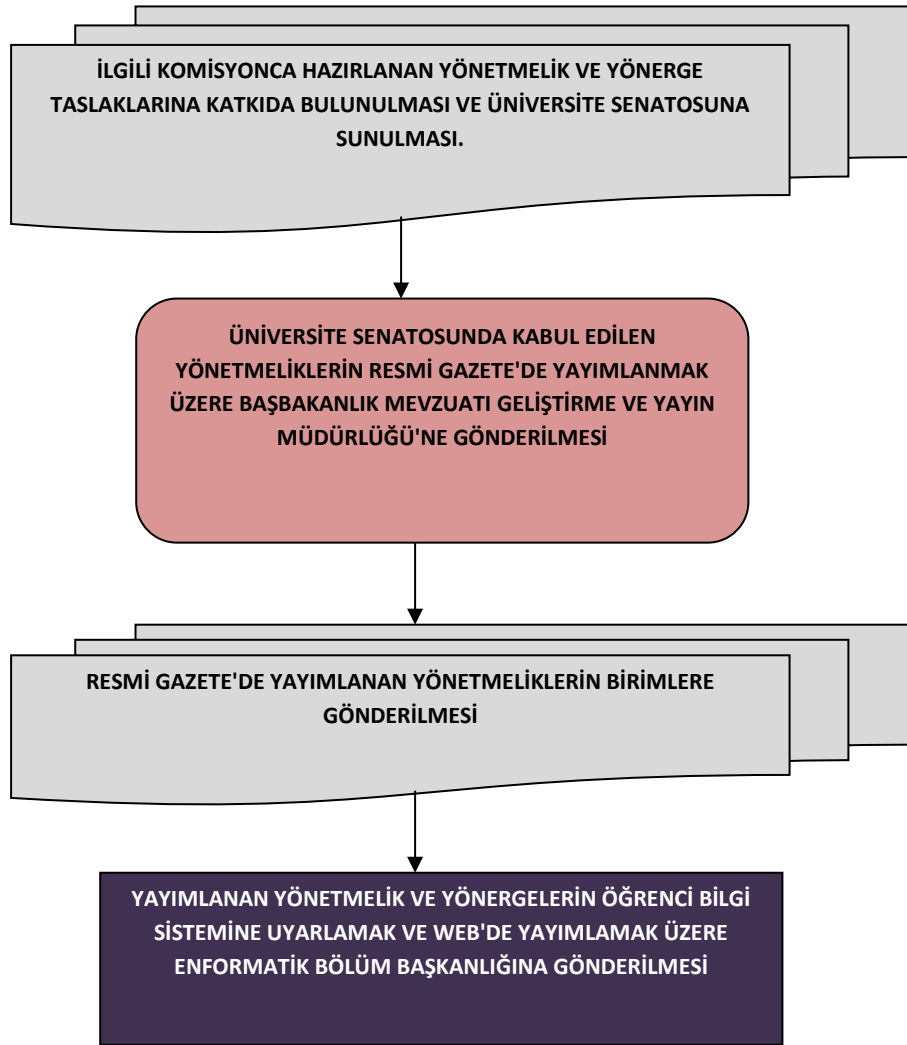 İLGİLİ KOMİSYONCA HAZIRLANAN YÖNETMELİK VE YÖNERGE
TASLAKLARINA KATKIDA BULUNULMASI VE ÜNİVERSİTE SENATOSUNA
SUNULMASI.
ÜNİVERSİTE SENATOSUNDA KABUL EDİLEN
YÖNETMELİKLERİN RESMİ GAZETE'DE YAYIMLANMAK
ÜZERE BAŞBAKANLIK MEVZUATI GELİŞTİRME VE YAYIN
MÜDÜRLÜĞÜ'NE GÖNDERİLMESİ
RESMİ GAZETE'DE YAYIMLANAN YÖNETMELİKLERİN BİRİMLERE
GÖNDERİLMESİ
YAYIMLANAN YÖNETMELİK VE YÖNERGELERİN ÖĞRENCİ BİLGİ
SİSTEMİNE UYARLAMAK VE WEB'DE YAYIMLAMAK ÜZERE
ENFORMATİK BÖLÜM BAŞKANLIĞINA GÖNDERİLMESİ